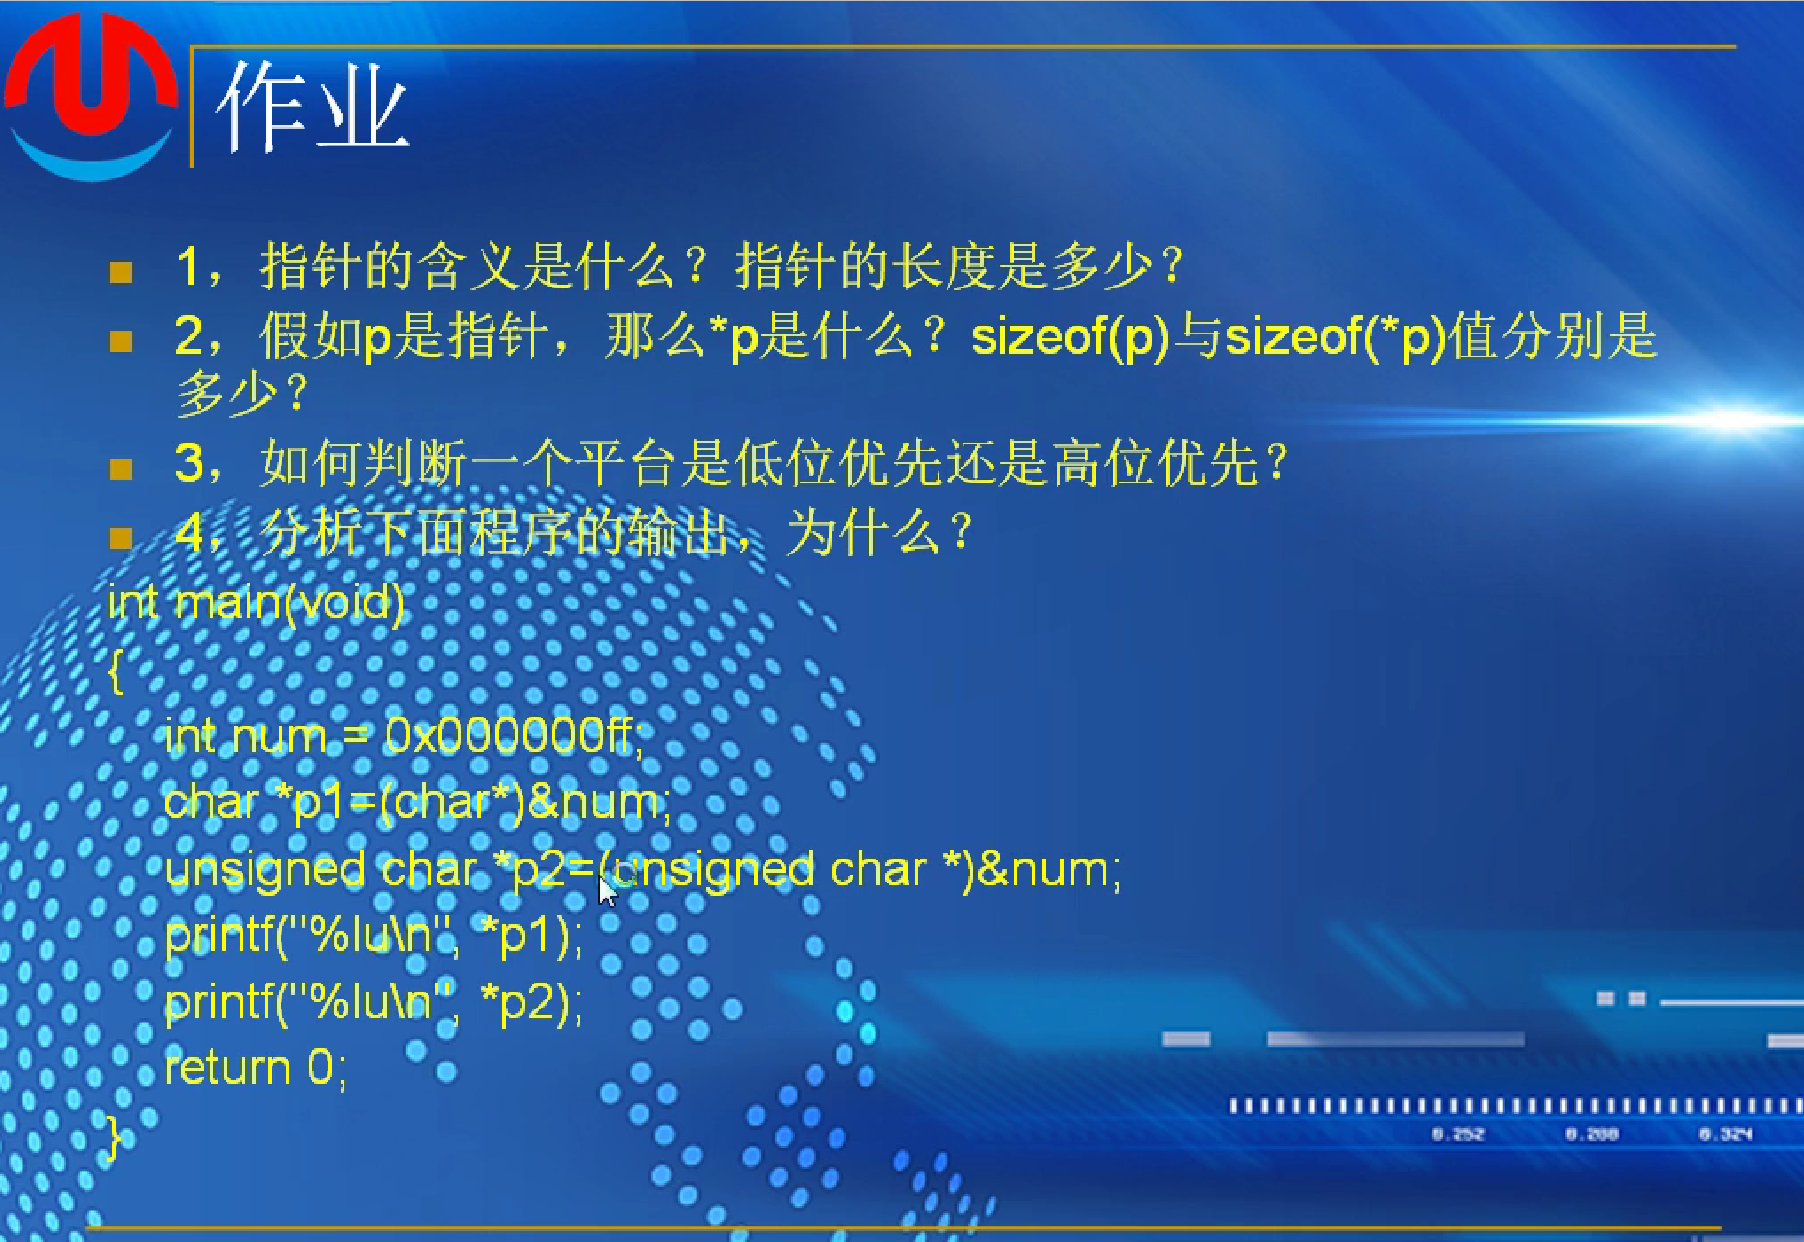 作业
1，指针的含义是什么？指针的长度是多少？
2，假如p是指针，那么*p是什么？sizeof(p)与sizeof(*p)值分别是
多少？
3，如何判断一个平台是低位优先还是高位优先？
4，分析下面程序的输出，为什么？
int main(void)
{
int num = 0x000000ff;
char *p1=(char*)&num;
unsigned char *p2=(unsigned char *)&num;
printf("%lu\n", *p1);
printf("%lu\n", *p2);
return 0;
}
0.252 0.288 0.324